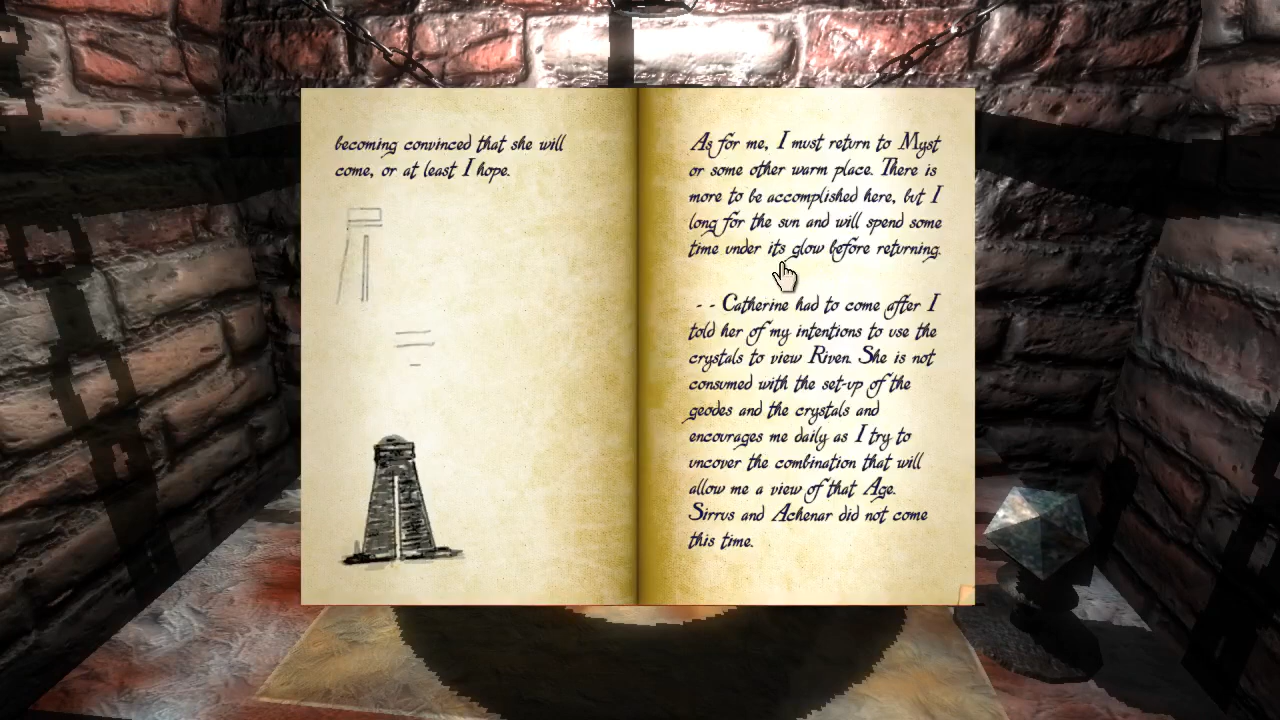 becoming convinced that she will
come, or at least I hope.
As for me, I must return to Myst
or some other warm place. There is
more to be accomplished here, but I
long for the sun and will spend some
time under its glow before returning.
- - Catherine had to come after I
told her of my intentions to use the
crystals to view Riven. She is not
consumed with the set-up of the
geodes and the crystals and
encourages me daily as I try to
uncover the combination that will
allow me a view of that Age.
Sirrus and Achenar did not come
this time.